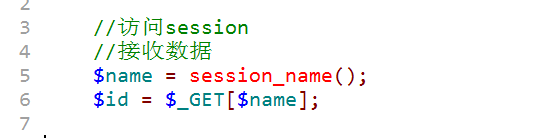 2
3 //访问session
4 //接收数据
5 $name = session_name();
6 $id = $_GET[$name];
7